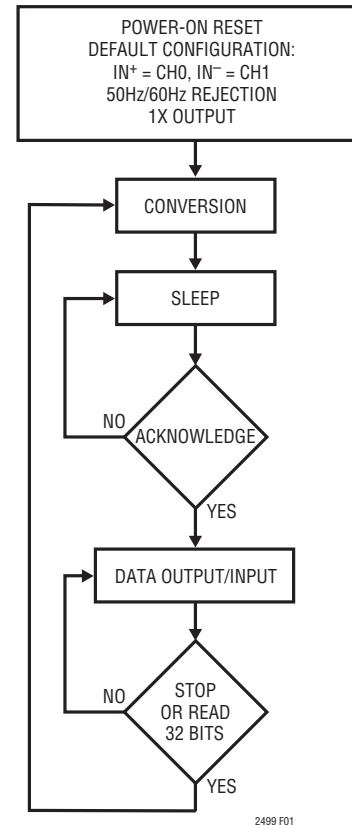 POWER-ON RESET
DEFAULT CONFIGURATION:
IN⁺ = CH0, IN⁻ = CH1
50Hz/60Hz REJECTION
1X OUTPUT
CONVERSION
SLEEP
NO
ACKNOWLEDGE
YES
DATA OUTPUT/INPUT
NO
STOP
OR READ
32 BITS
YES
2499 F01